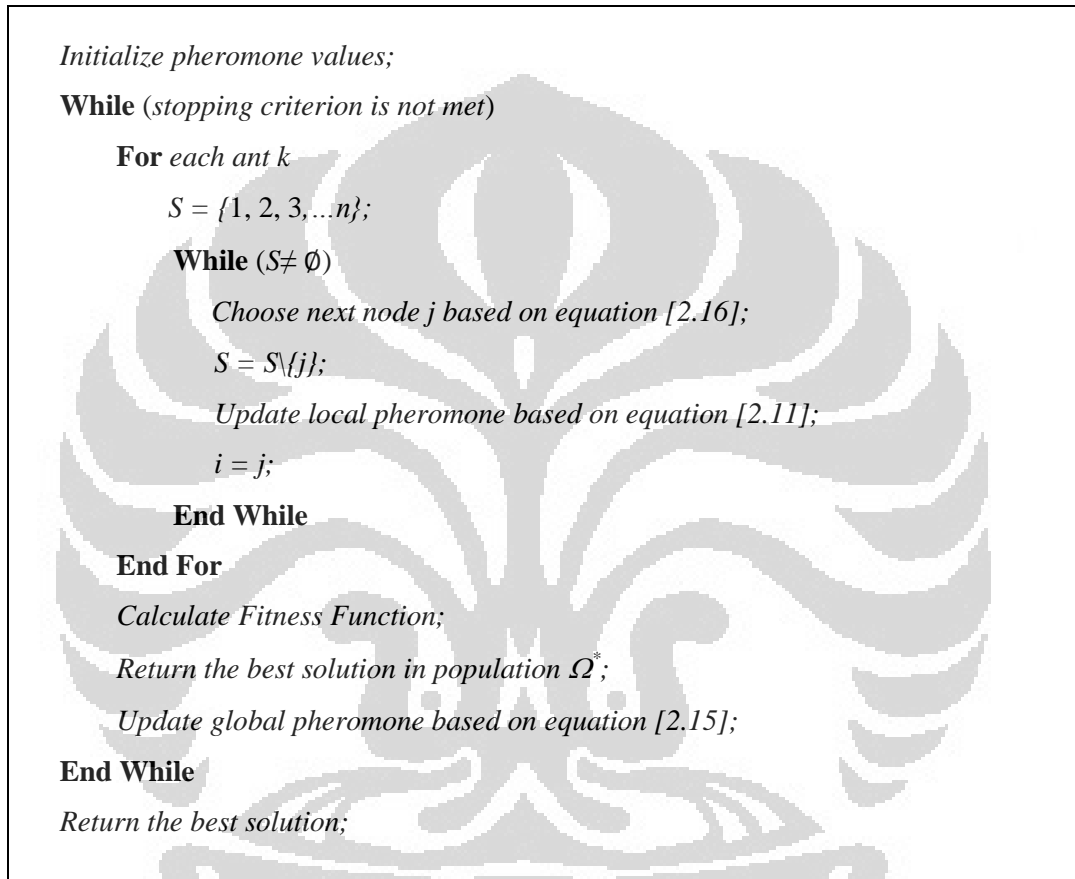 Initialize pheromone values;
While (stopping criterion is not met)
For each ant k
S = {1, 2, 3,...n};
While (S≠ ∅)
Choose next node j based on equation [2.16];
S = S\{j};
Update local pheromone based on equation [2.11];
i = j;
End While
End For
Calculate Fitness Function;
Return the best solution in population Ω*;
Update global pheromone based on equation [2.15];
End While
Return the best solution;